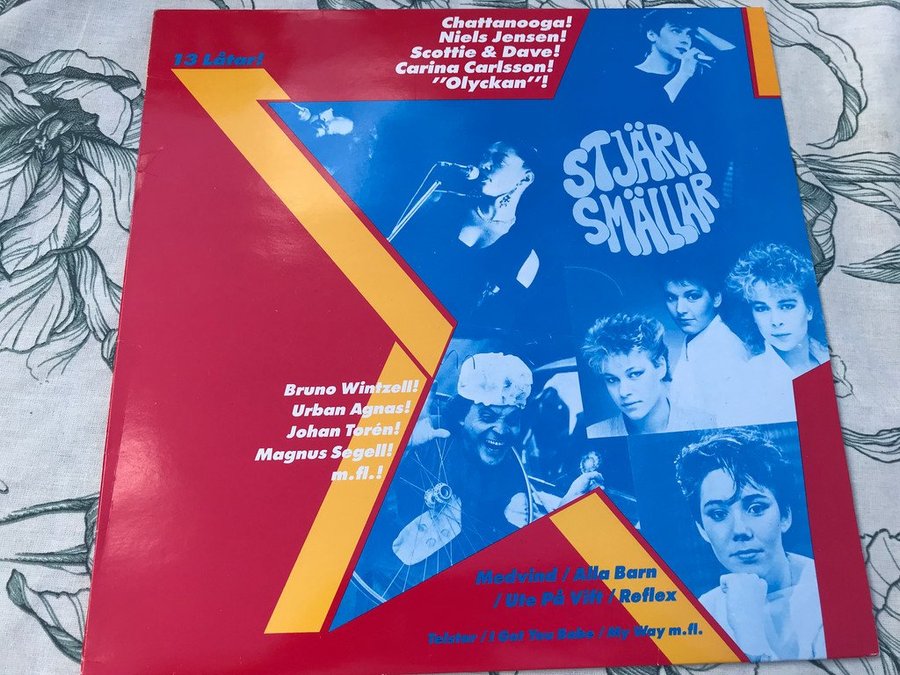 Chattanooga!
Niels Jensen!
Scottie & Dave!
Carina Carlsson!
"Olyckan"!
13 Låtar!
STJÄRN
SMÄLLAR
Bruno Wintzell!
Urban Agnas!
Johan Torén!
Magnus Segell!
m.fl.!
Medvind / Alla Barn
/ Ute På Vift / Reflex
Telstar / I Got You Babe / My Way m.fl.